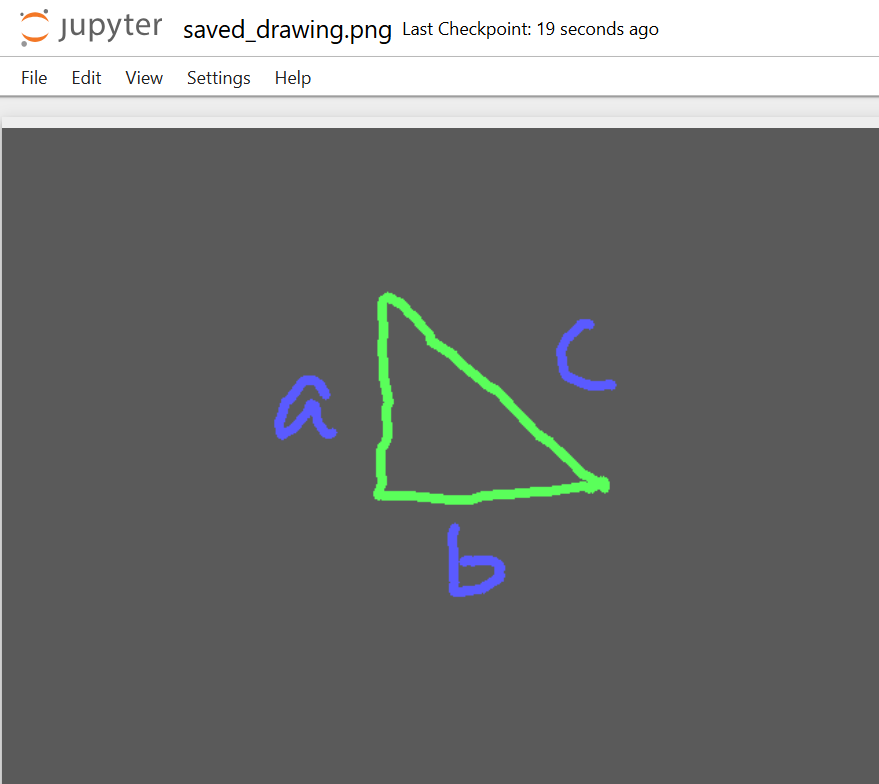 jupyter saved_drawing.png Last Checkpoint: 19 seconds ago
File Edit View Settings Help
c
a
b